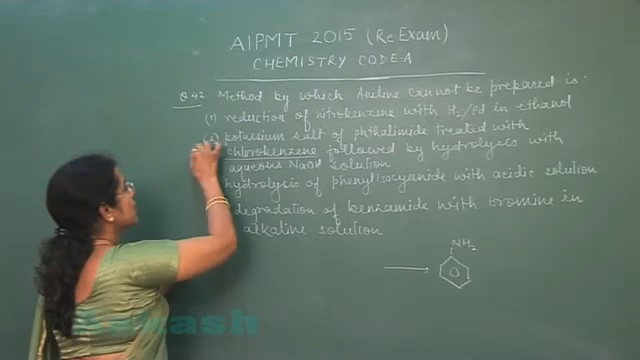 AIPMT 2015 (Re Exam)
CHEMISTRY CODE-A
Q.42 Method by which Aniline cannot be prepared is
(1) reduction of nitrobenzene with H2/Pd in ethanol
potassium salt of phthalimide treated with
chlorobenzene followed by hydrolysis with
aqueous NaOH solution
hydrolysis of phenylisocyanide with acidic solution
degradation of benzamide with bromine in
alkaline solution
NH2
Aakash